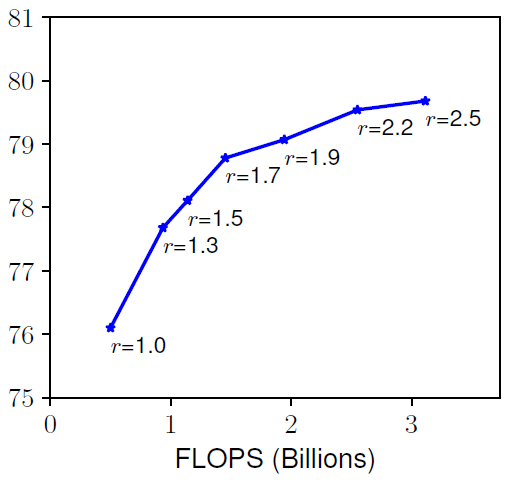 81
80
79
78
77
76
75
r=2.5
r=2.2
r=1.9
r=1.7
r=1.5
r=1.3
r=1.0
0 1 2 3
FLOPS (Billions)